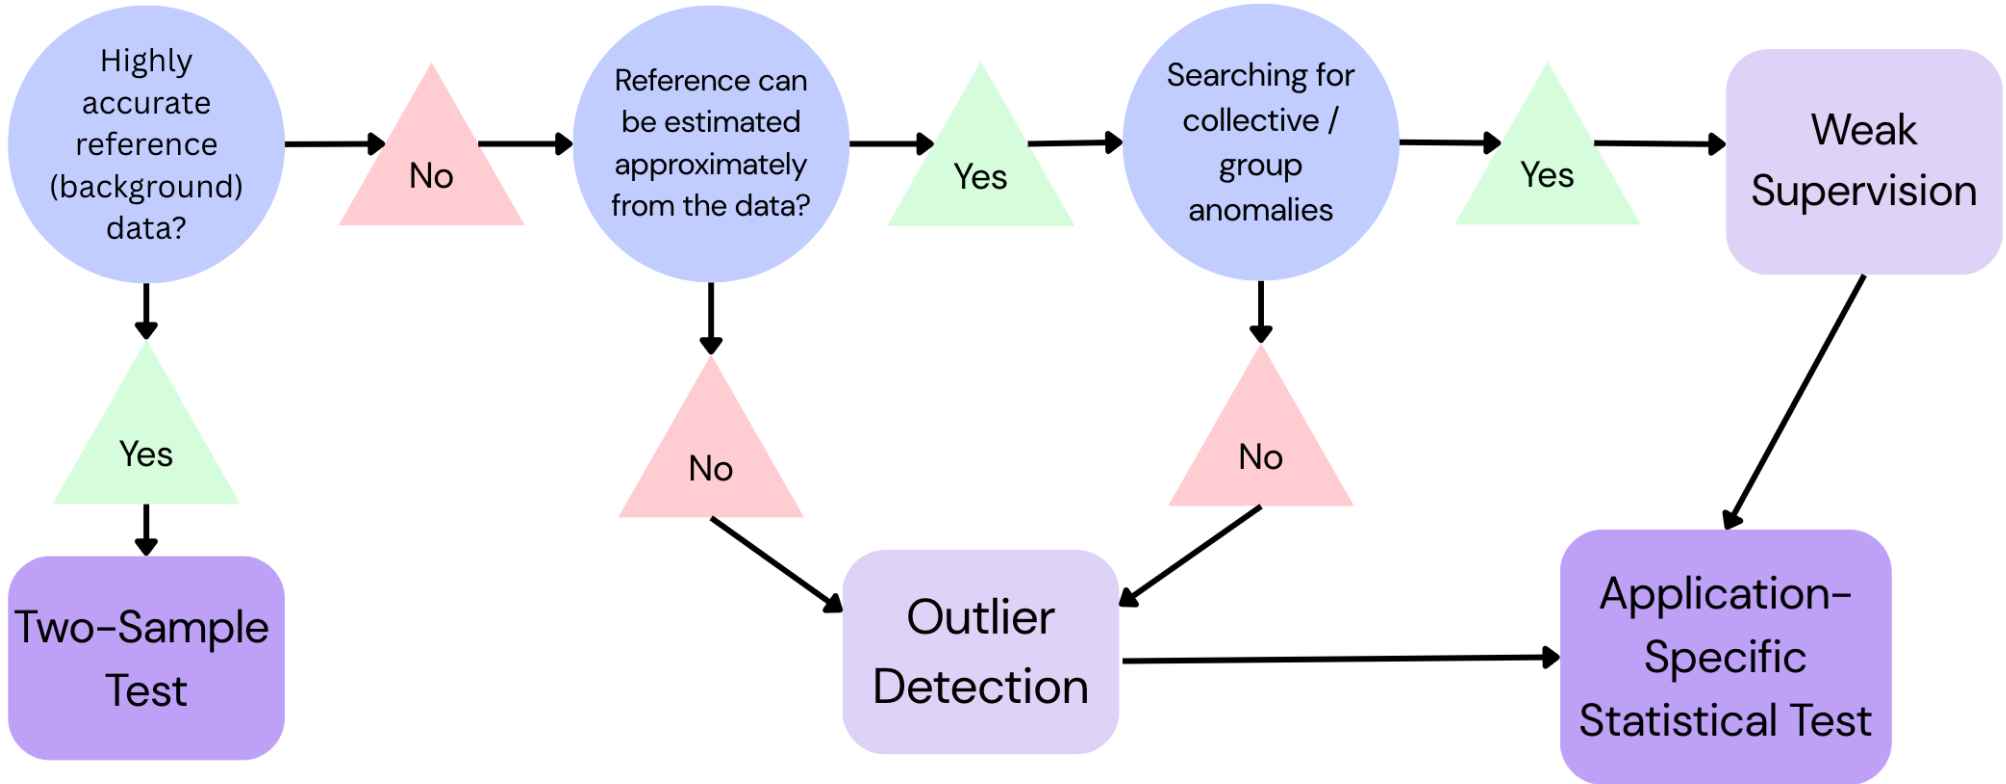 Highly
accurate
reference
(background)
data?
No
Reference can
be estimated
approximately
from the data?
Yes
Searching for
collective /
group
anomalies
Yes
Weak
Supervision
Yes
No
No
Two-Sample
Test
Outlier
Detection
Application-
Specific
Statistical Test